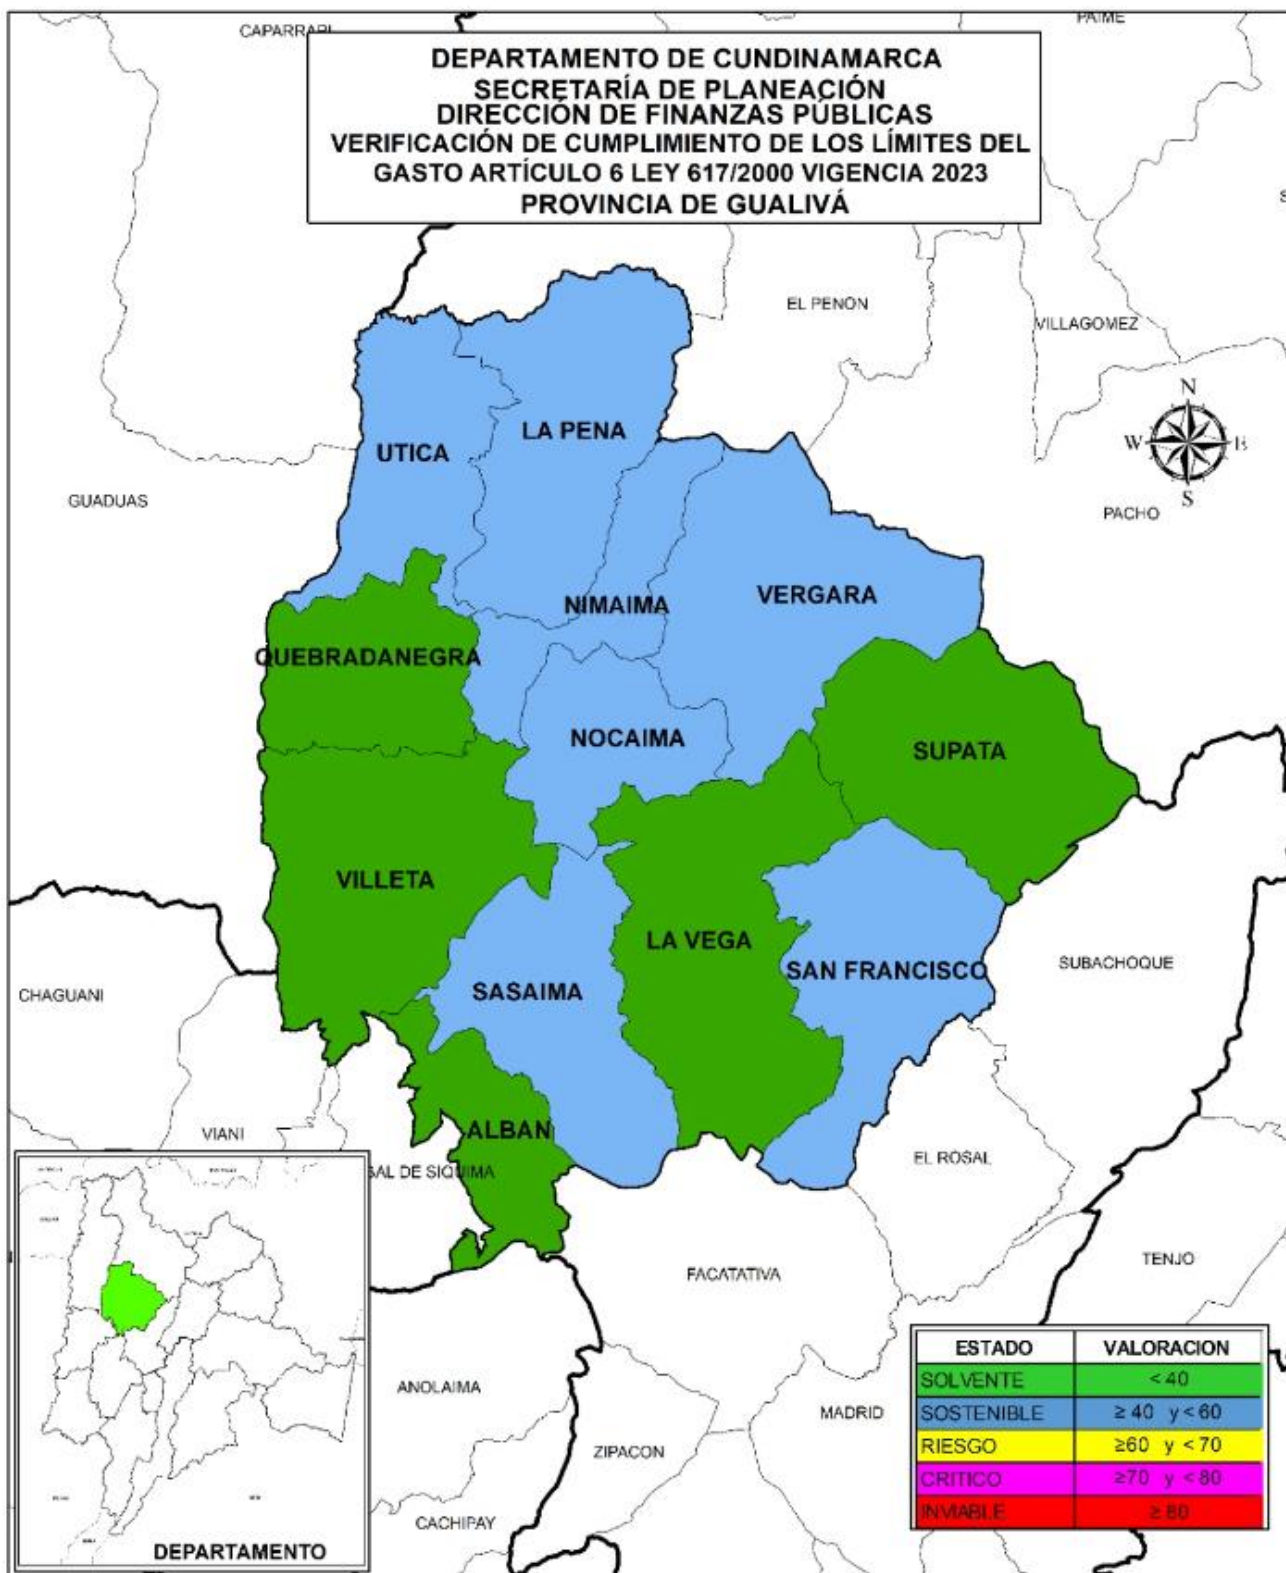 CAPARRAPI
PAIME
DEPARTAMENTO DE CUNDINAMARCA
SECRETARÍA DE PLANEACIÓN
DIRECCIÓN DE FINANZAS PÚBLICAS
VERIFICACIÓN DE CUMPLIMIENTO DE LOS LÍMITES DEL
GASTO ARTÍCULO 6 LEY 617/2000 VIGENCIA 2023
PROVINCIA DE GUALIVÁ
EL PENON
VILLAGOMEZ
N
W
E
S
LA PENA
UTICA
GUADUAS
PACHO
NIMAIMA
VERGARA
QUEBRADANEGRA
NOCAIMA
SUPATA
VILLETA
LA VEGA
SAN FRANCISCO
SUBACHOQUE
CHAGUANI
SASAIMA
VIANI
ALBAN
SAL DE SIQUIMA
EL ROSAL
TENJO
FACATATIVA
ANOLAIMA
MADRID
ZIPACON
CACHIPAY
DEPARTAMENTO
ESTADO VALORACION
SOLVENTE < 40
SOSTENIBLE ≥ 40 y < 60
RIESGO ≥60 y < 70
CRITICO ≥70 y < 80
INVIABLE ≥ 80